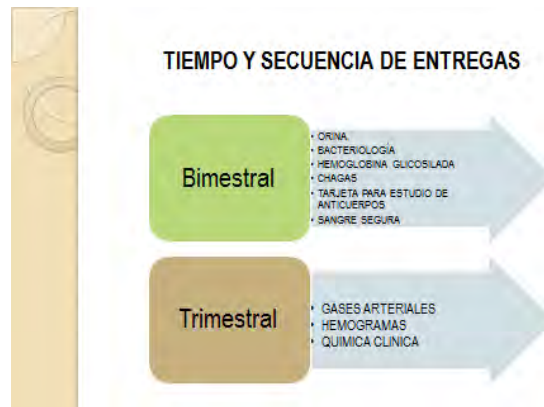 TIEMPO Y SECUENCIA DE ENTREGAS
Bimestral
• ORINA.
• BACTERIOLOGÍA
• HEMOGLOBINA GLICOSILADA
• CHAGAS
• TARJETA PARA ESTUDIO DE
ANTICUERPOS
• SANGRE SEGURA
Trimestral
• GASES ARTERIALES
• HEMOGRAMAS
• QUIMICA CLINICA